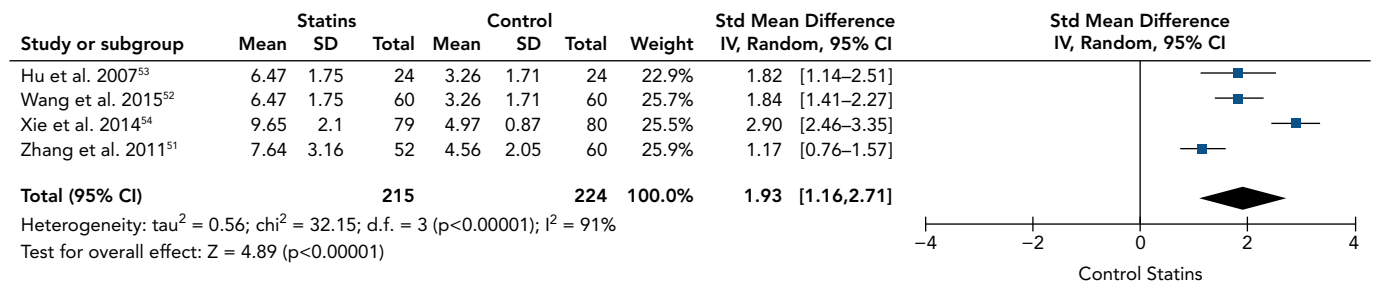 Statins Control Std Mean Difference Std Mean Difference
Study or subgroup Mean SD Total Mean SD Total Weight IV, Random, 95% CI IV, Random, 95% CI
Hu et al. 2007⁵³ 6.47 1.75 24 3.26 1.71 24 22.9% 1.82 [1.14–2.51]
Wang et al. 2015⁵² 6.47 1.75 60 3.26 1.71 60 25.7% 1.84 [1.41–2.27]
Xie et al. 2014⁵⁴ 9.65 2.1 79 4.97 0.87 80 25.5% 2.90 [2.46–3.35]
Zhang et al. 2011⁵¹ 7.64 3.16 52 4.56 2.05 60 25.9% 1.17 [0.76–1.57]
Total (95% CI) 215 224 100.0% 1.93 [1.16,2.71]
Heterogeneity: tau² = 0.56; chi² = 32.15; d.f. = 3 (p<0.00001); I² = 91%
Test for overall effect: Z = 4.89 (p<0.00001)
−4 −2 0 2 4
Control Statins